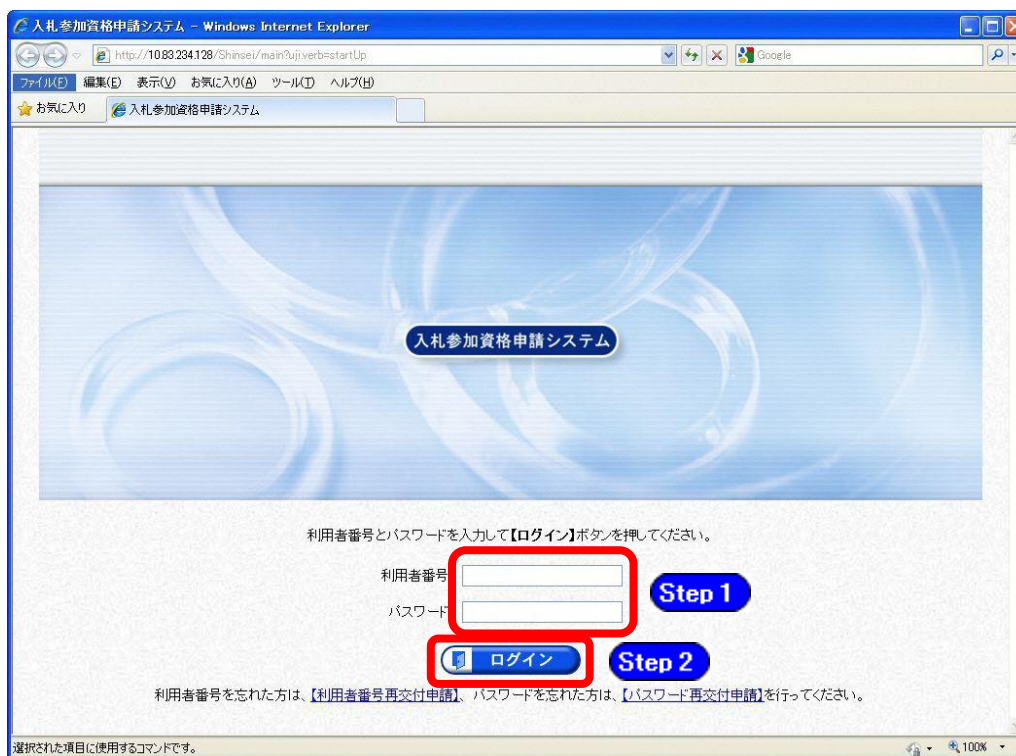 入札参加資格申請システム - Windows Internet Explorer
http://10.83.234.128/Shinsei/main?uji.verb=startUp
Google
ファイル(F) 編集(E) 表示(V) お気に入り(A) ツール(T) ヘルプ(H)
お気に入り 入札参加資格申請システム
入札参加資格申請システム
利用者番号とパスワードを入力して【ログイン】ボタンを押してください。
利用者番号
Step 1
パスワード
ログイン Step 2
利用者番号を忘れた方は、【利用者番号再交付申請】、パスワードを忘れた方は、【パスワード再交付申請】を行ってください。
選択された項目に使用するコマンドです。 100%